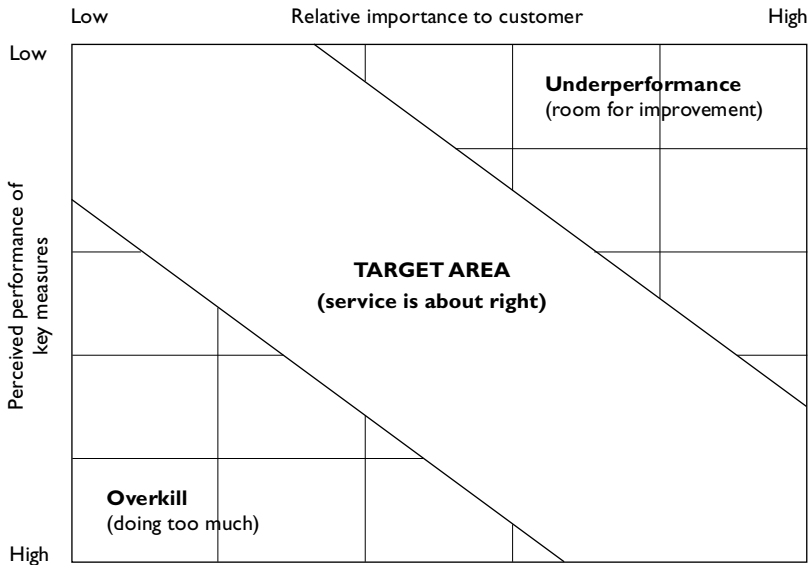 Low Relative importance to customer High
Low
Underperformance
(room for improvement)
Perceived performance of
key measures
TARGET AREA
(service is about right)
Overkill
(doing too much)
High